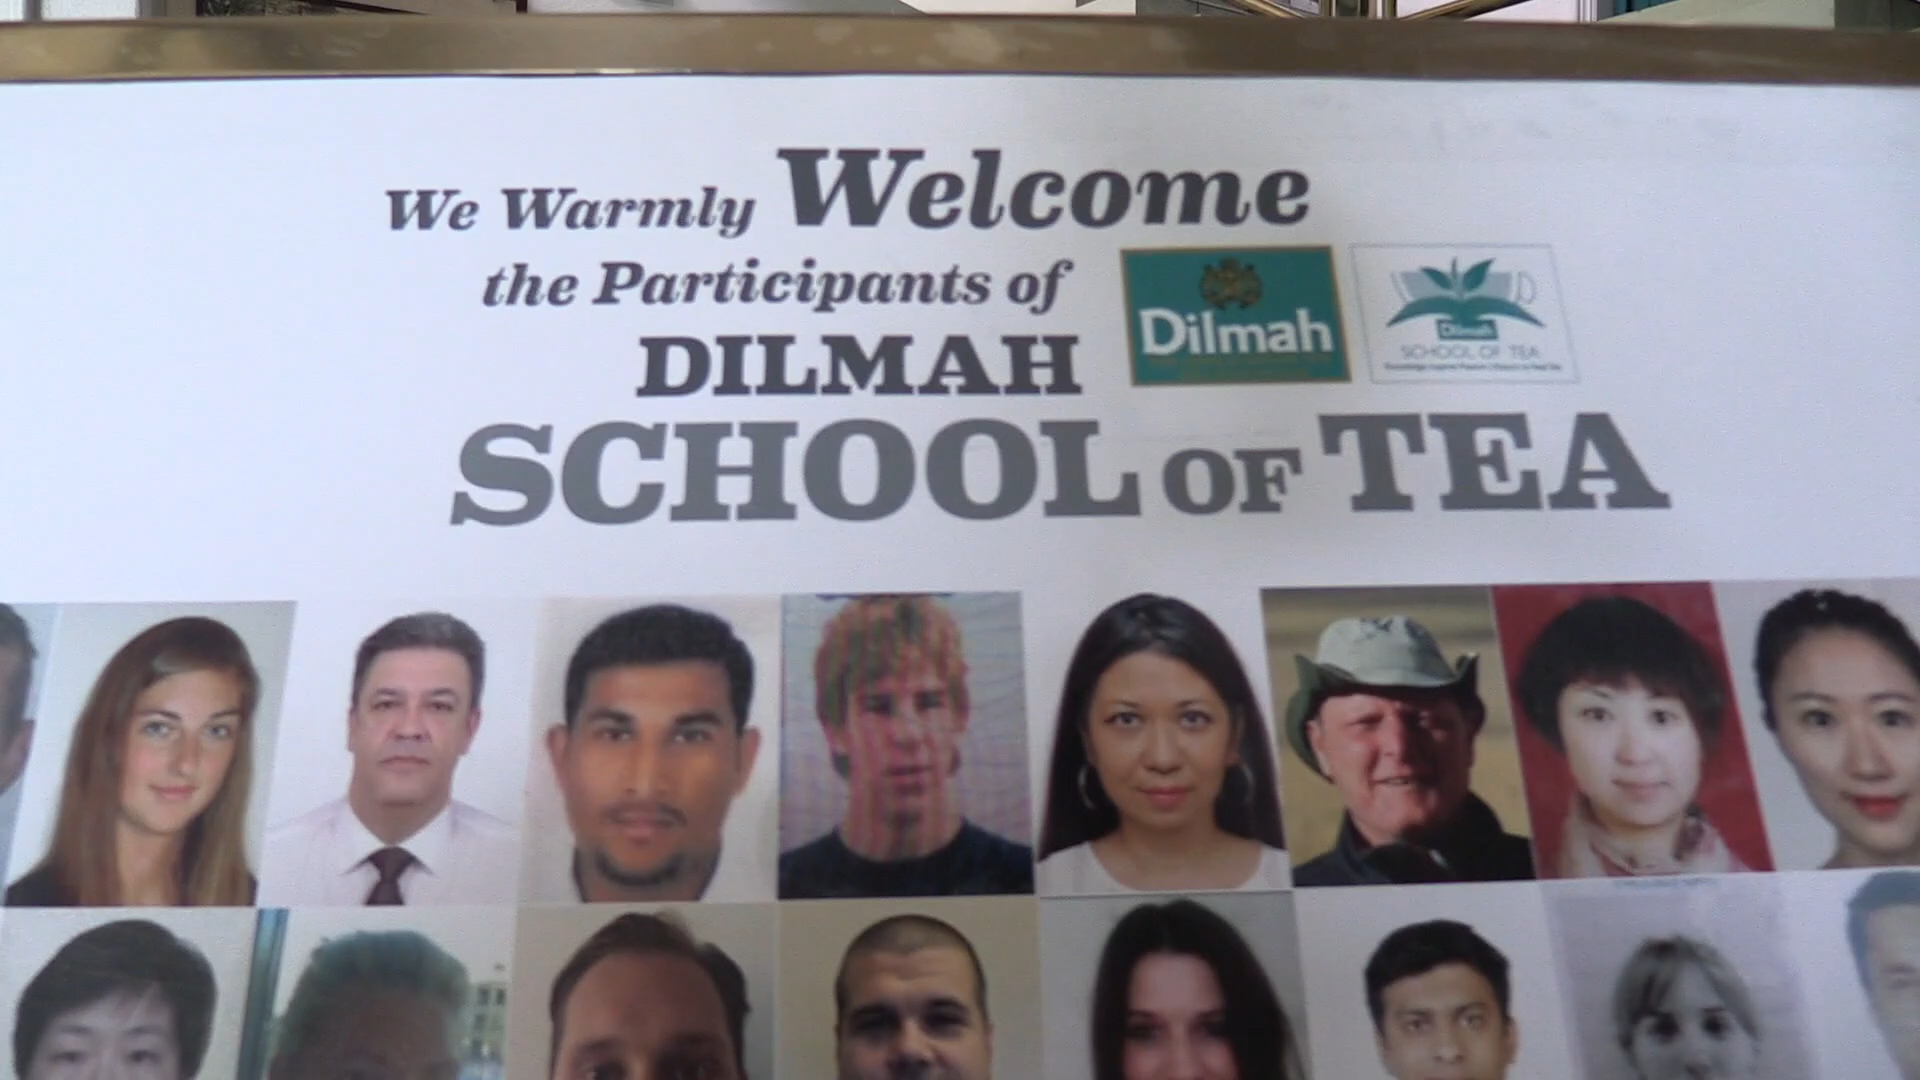 We Warmly Welcome
the Participants of
DILMAH
SCHOOL OF TEA
Dilmah
Dilmah
SCHOOL OF TEA